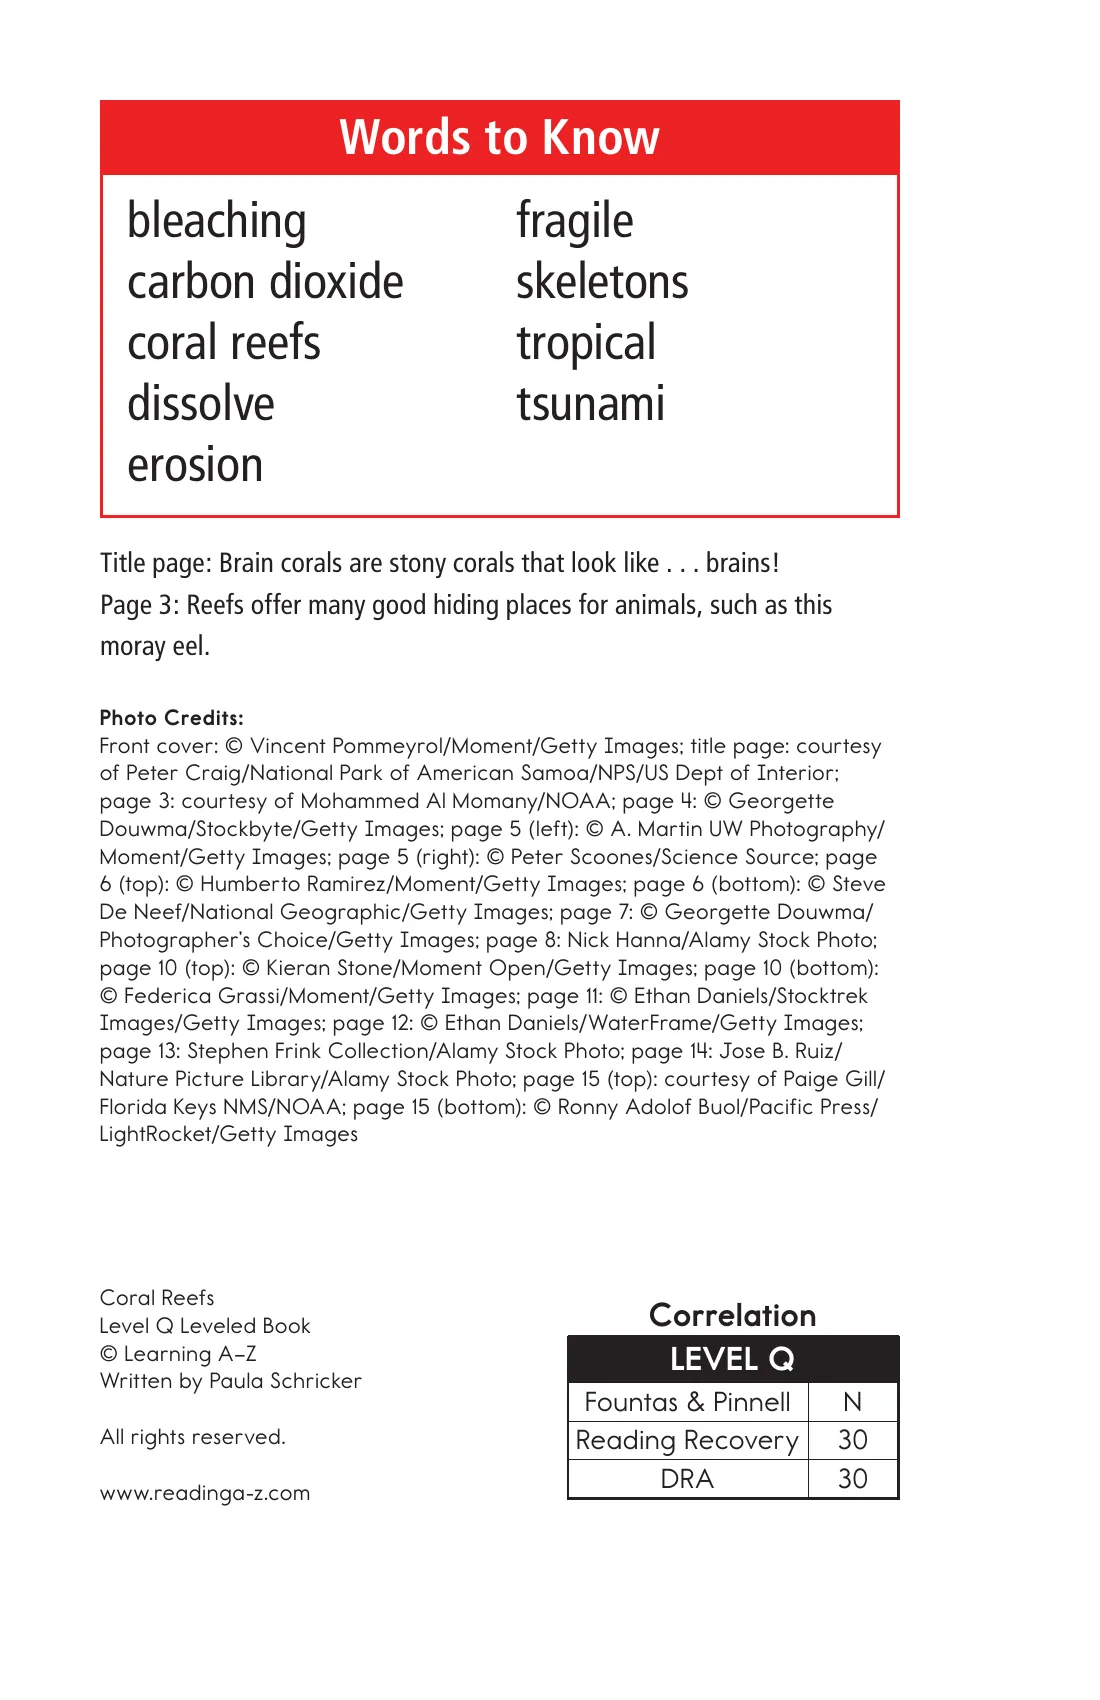 Words to Know
bleaching
carbon dioxide
coral reefs
dissolve
erosion
fragile
skeletons
tropical
tsunami
Title page: Brain corals are stony corals that look like . . . brains!
Page 3: Reefs offer many good hiding places for animals, such as this
moray eel.
Photo Credits:
Front cover: © Vincent Pommeyrol/Moment/Getty Images; title page: courtesy
of Peter Craig/National Park of American Samoa/NPS/US Dept of Interior;
page 3: courtesy of Mohammed Al Momany/NOAA; page 4: © Georgette
Douwma/Stockbyte/Getty Images; page 5 (left): © A. Martin UW Photography/
Moment/Getty Images; page 5 (right): © Peter Scoones/Science Source; page
6 (top): © Humberto Ramirez/Moment/Getty Images; page 6 (bottom): © Steve
De Neef/National Geographic/Getty Images; page 7: © Georgette Douwma/
Photographer's Choice/Getty Images; page 8: Nick Hanna/Alamy Stock Photo;
page 10 (top): © Kieran Stone/Moment Open/Getty Images; page 10 (bottom):
© Federica Grassi/Moment/Getty Images; page 11: © Ethan Daniels/Stocktrek
Images/Getty Images; page 12: © Ethan Daniels/WaterFrame/Getty Images;
page 13: Stephen Frink Collection/Alamy Stock Photo; page 14: Jose B. Ruiz/
Nature Picture Library/Alamy Stock Photo; page 15 (top): courtesy of Paige Gill/
Florida Keys NMS/NOAA; page 15 (bottom): © Ronny Adolof Buol/Pacific Press/
LightRocket/Getty Images
Coral Reefs
Level Q Leveled Book
© Learning A–Z
Written by Paula Schricker
All rights reserved.
www.readinga-z.com
Correlation
LEVEL Q
Fountas & Pinnell N
Reading Recovery 30
DRA 30